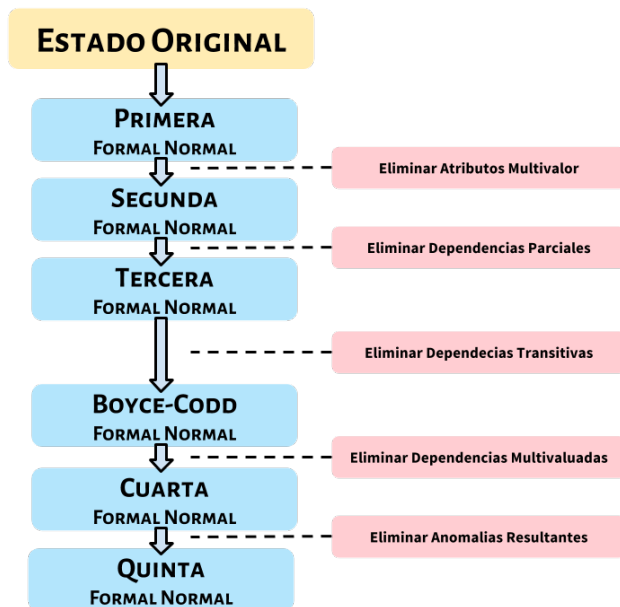 Estado Original
Primera
Formal Normal
Eliminar Atributos Multivalor
Segunda
Formal Normal
Eliminar Dependencias Parciales
Tercera
Formal Normal
Eliminar Dependecias Transitivas
Boyce-Codd
Formal Normal
Eliminar Dependencias Multivaluadas
Cuarta
Formal Normal
Eliminar Anomalias Resultantes
Quinta
Formal Normal